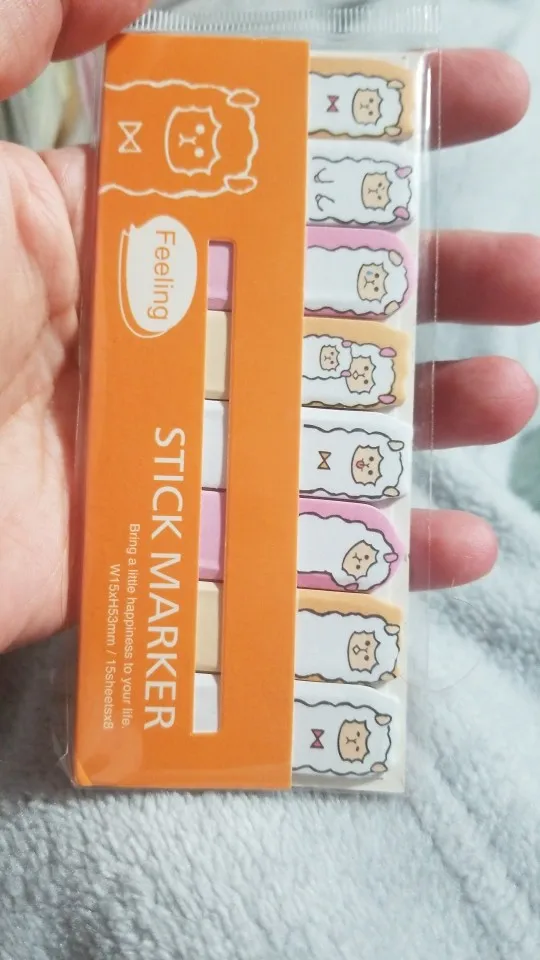 Feeling
STICK MARKER
Bring a little happiness to your life.
W15xH53mm / 15sheetsx8